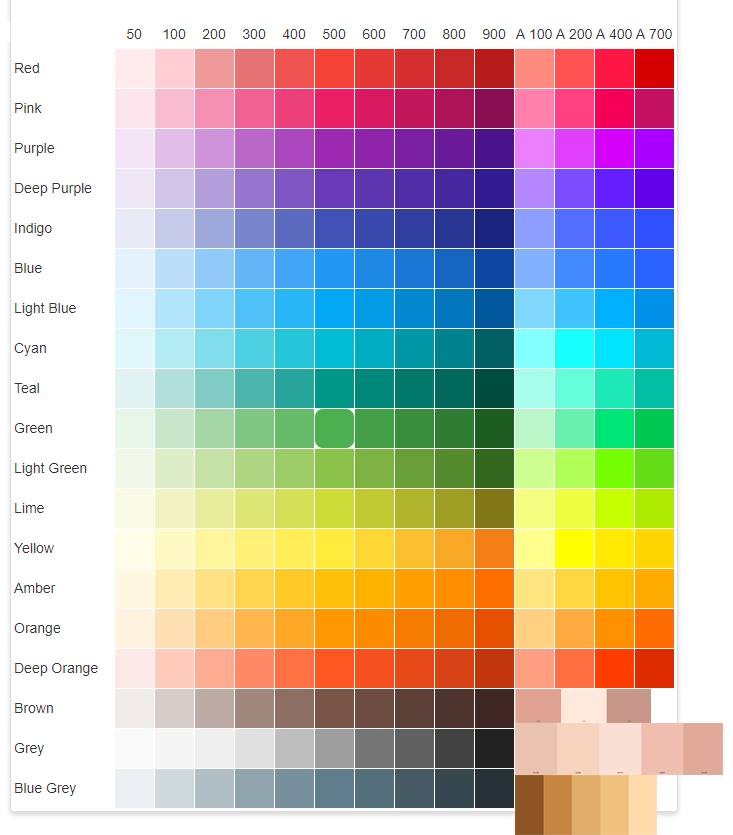 50 100 200 300 400 500 600 700 800 900 A 100 A 200 A 400 A 700
Red
Pink
Purple
Deep Purple
Indigo
Blue
Light Blue
Cyan
Teal
Green
Light Green
Lime
Yellow
Amber
Orange
Deep Orange
Brown
Grey
Blue Grey